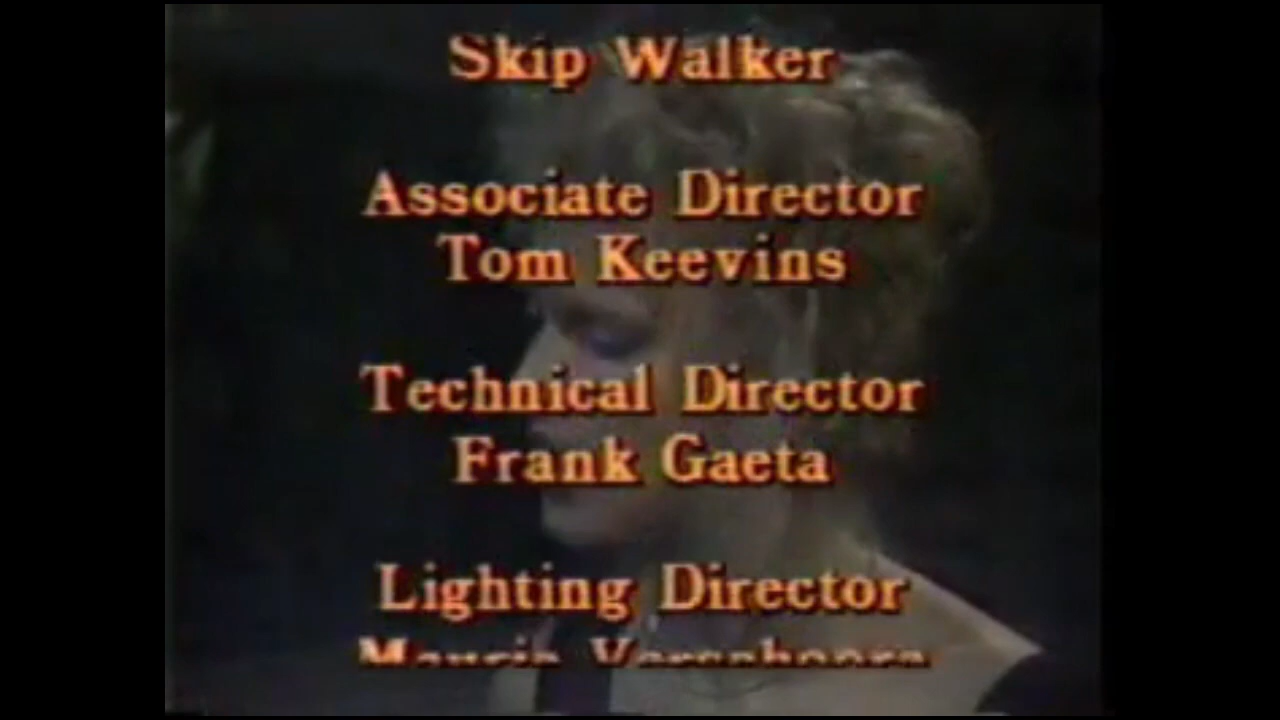 Skip Walker
Associate Director
Tom Keevins
Technical Director
Frank Gaeta
Lighting Director